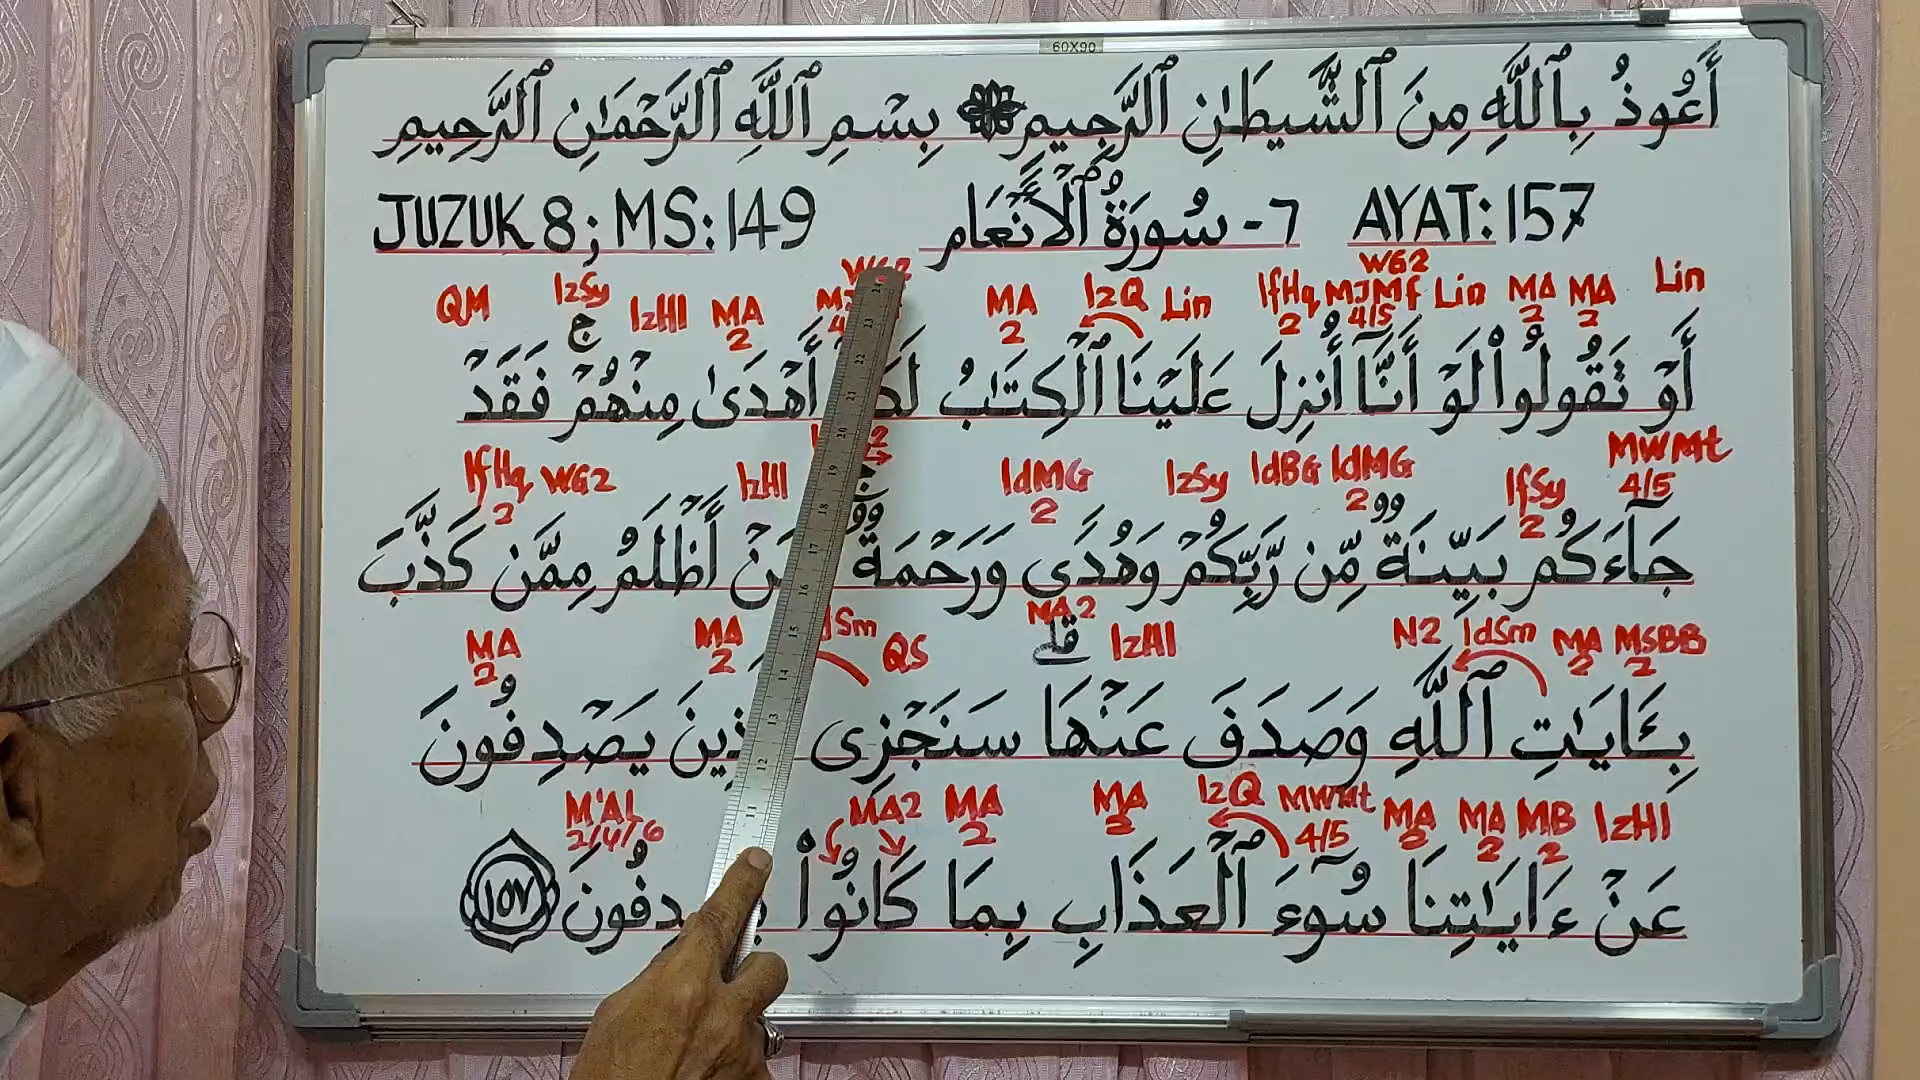 60X90
أَعُوذُ بِٱللَّهِ مِنَ ٱلشَّيطَـٰنِ ٱلرَّجِيمِ بِسۡمِ ٱللَّهِ ٱلرَّحۡمَـٰنِ ٱلرَّحِيمِ
AYAT: 157 ٦- سُورَةُ ٱلۡأَنۡعَام JUZUK 8; MS: 149
Lin MA 2 MA 2 Lin WG2 MJMf 4/5 IfHq 2 Lin IzQ MA 2 MA 2 IzHl IzSy QM
أَوۡ تَقُولُوا۟ لَوۡ أَنَّآ أُنزِلَ عَلَيۡنَا ٱلۡكِتَـٰبُ أَهۡدَىٰ مِنۡهُمۡ ۚ فَقَدۡ
MWMt 4/5 IfSy 2 IdMG 2 IdBG IzSy IdMG 2 IzHl WG2 IfHq 2
جَآءَكُم بَيِّنَةٌ مِّن رَّبِّكُمۡ وَهُدًى وَرَحۡمَةٌ أَظۡلَمُ مِمَّن كَذَّبَ
MSBB 2 MA 2 IdSm N2 IzHl MA2 QS MA 2 MA 2
بِـَٔايَـٰتِ ٱللَّهِ وَصَدَفَ عَنۡهَا ۗ سَنَجۡزِى يَصۡدِفُونَ
IzHl MB 2 MA 2 MA 2 MWMt 4/5 IzQ MA 2 MA 2 MA2 M'AL 2/4/6
عَنۡ ءَايَـٰتِنَا سُوٓءَ ٱلۡعَذَابِ بِمَا كَانُوا۟ ١٥٧